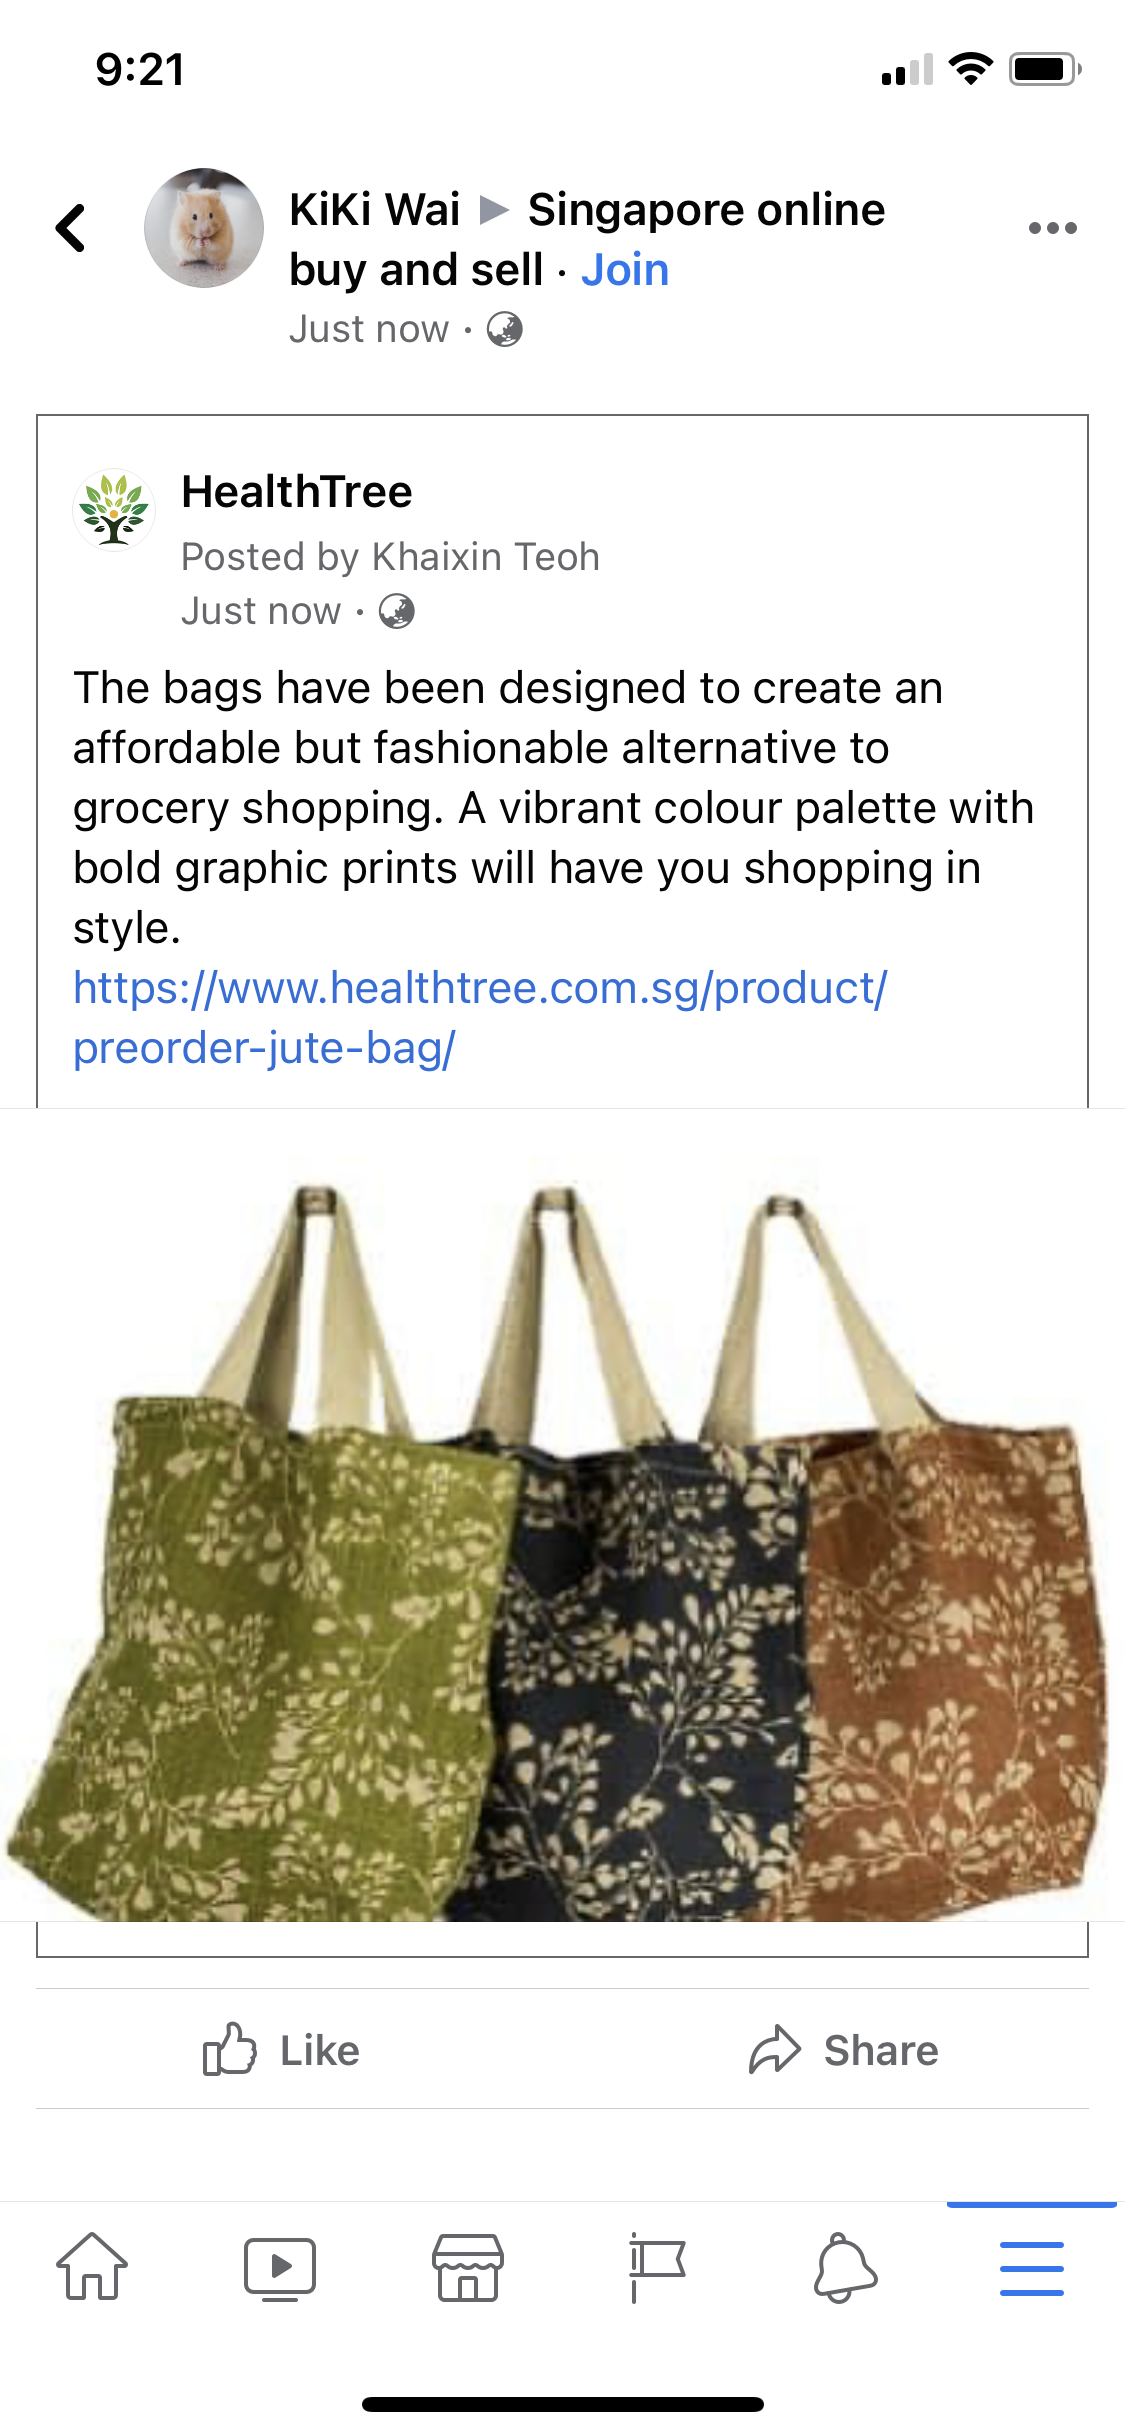 9:21
KiKi Wai ▶ Singapore online
buy and sell · Join
Just now ·
HealthTree
Posted by Khaixin Teoh
Just now ·
The bags have been designed to create an
affordable but fashionable alternative to
grocery shopping. A vibrant colour palette with
bold graphic prints will have you shopping in
style.
https://www.healthtree.com.sg/product/
preorder-jute-bag/
Like
Share